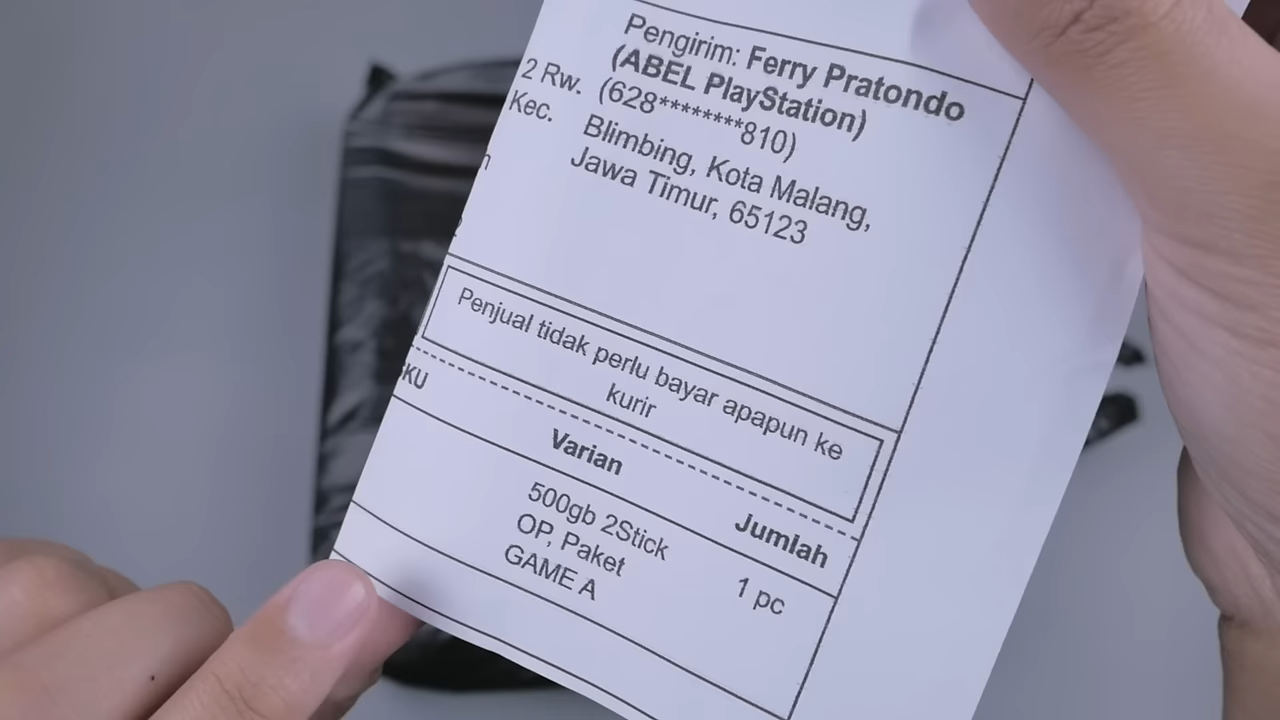 Pengirim: Ferry Pratondo
(ABEL PlayStation)
2 Rw.
(628********810)
Kec.
Blimbing, Kota Malang,
Jawa Timur, 65123
Penjual tidak perlu bayar apapun ke
kurir
KU
Varian
Jumlah
500gb 2Stick
OP, Paket
GAME A
1 pc